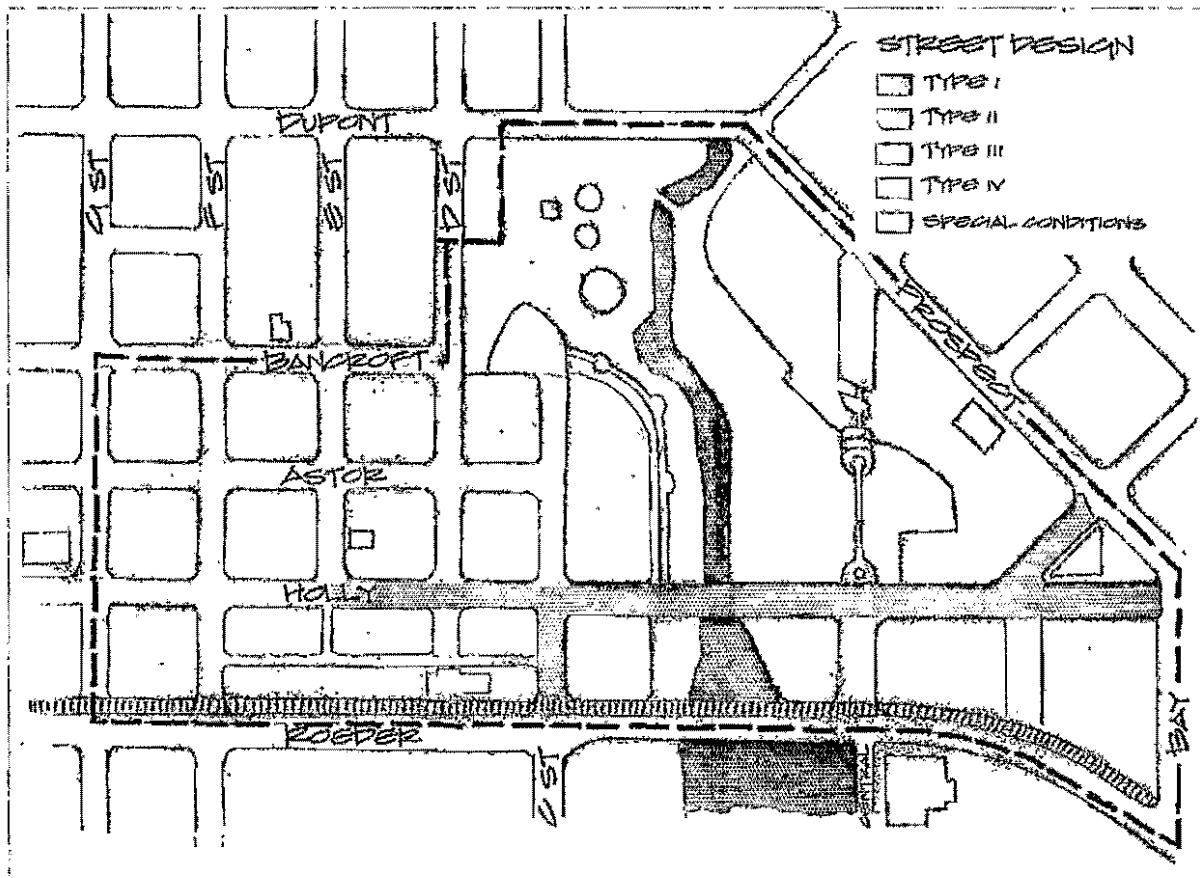 STREET DESIGN
TYPE I
TYPE II
TYPE III
TYPE IV
SPECIAL CONDITIONS
DUPONT
G ST
F ST
E ST
D ST
PROSPECT
BANCROFT
ASTOR
HOLLY
ROEDER
BAY
C ST
CENTRAL